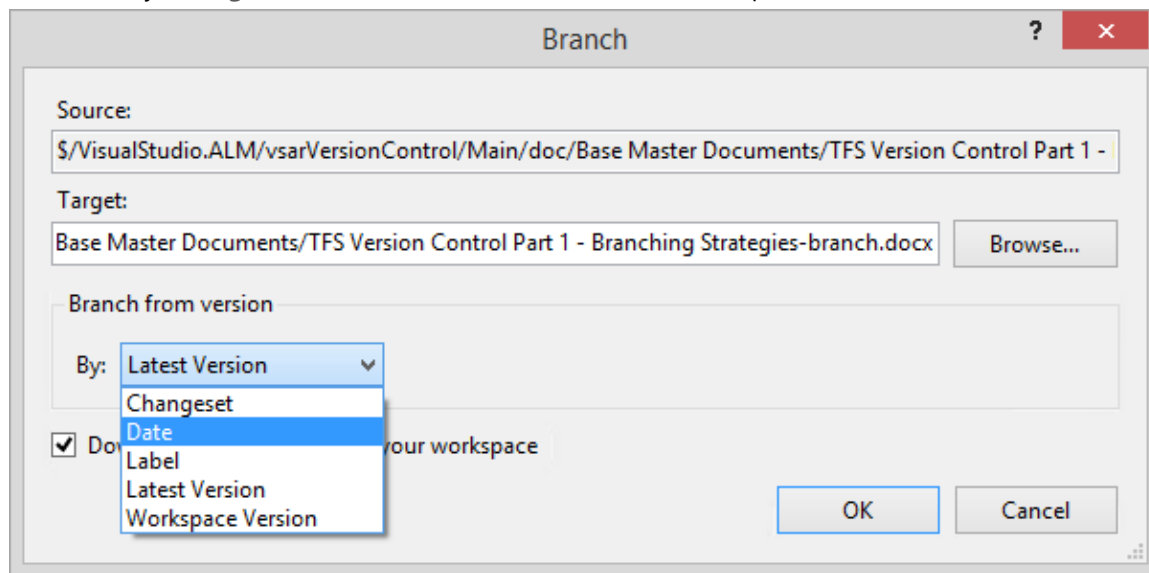 Branch
?
Source:
$/VisualStudio.ALM/vsarVersionControl/Main/doc/Base Master Documents/TFS Version Control Part 1 -
Target:
Base Master Documents/TFS Version Control Part 1 - Branching Strategies-branch.docx
Browse...
Branch from version
By: Latest Version
Changeset
Date
your workspace
Label
Latest Version
Workspace Version
OK
Cancel